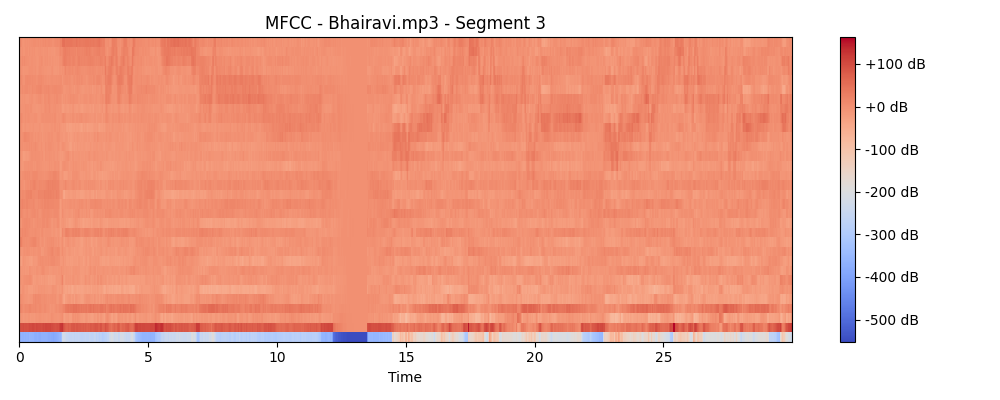 MFCC - Bhairavi.mp3 - Segment 3
+100 dB
+0 dB
-100 dB
-200 dB
-300 dB
-400 dB
-500 dB
0 5 10 15 20 25
Time